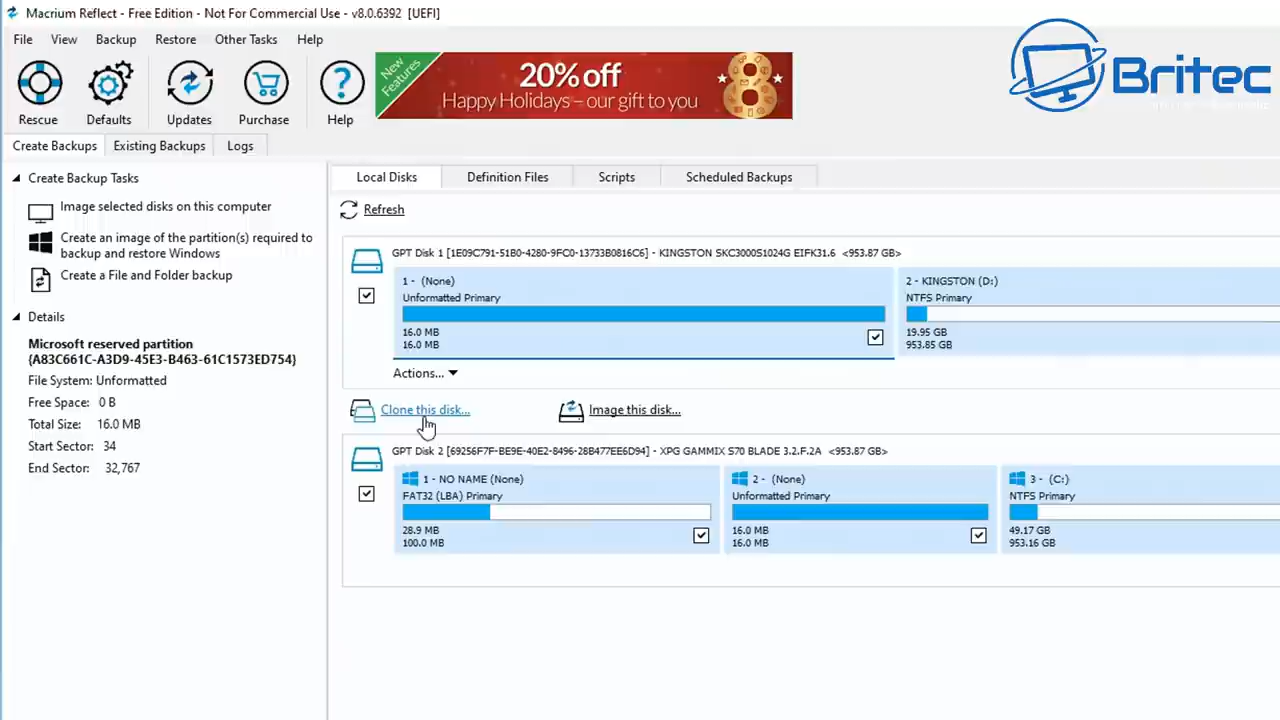 Macrium Reflect - Free Edition - Not For Commercial Use - v8.0.6392 [UEFI]
File View Backup Restore Other Tasks Help
Britec
New Features
20% off
Happy Holidays – our gift to you
8
Rescue Defaults Updates Purchase Help
Create Backups Existing Backups Logs
Create Backup Tasks
Image selected disks on this computer
Create an image of the partition(s) required to
backup and restore Windows
Create a File and Folder backup
Details
Microsoft reserved partition
{A83C661C-A3D9-45E3-B463-61C1573ED754}
File System: Unformatted
Free Space: 0 B
Total Size: 16.0 MB
Start Sector: 34
End Sector: 32,767
Local Disks Definition Files Scripts Scheduled Backups
Refresh
GPT Disk 1 [1E09C791-51B0-4280-9FC0-13733B0816C6] - KINGSTON SKC3000S1024G EIFK31.6 <953.87 GB>
1 - (None)
Unformatted Primary
16.0 MB
16.0 MB
2 - KINGSTON (D:)
NTFS Primary
19.95 GB
953.85 GB
Actions...
Clone this disk... Image this disk...
GPT Disk 2 [69256F7F-BE9E-40E2-8496-28B477EE6D94] - XPG GAMMIX S70 BLADE 3.2.F.2A <953.87 GB>
1 - NO NAME (None)
FAT32 (LBA) Primary
28.9 MB
100.0 MB
2 - (None)
Unformatted Primary
16.0 MB
16.0 MB
3 - (C:)
NTFS Primary
49.17 GB
953.16 GB